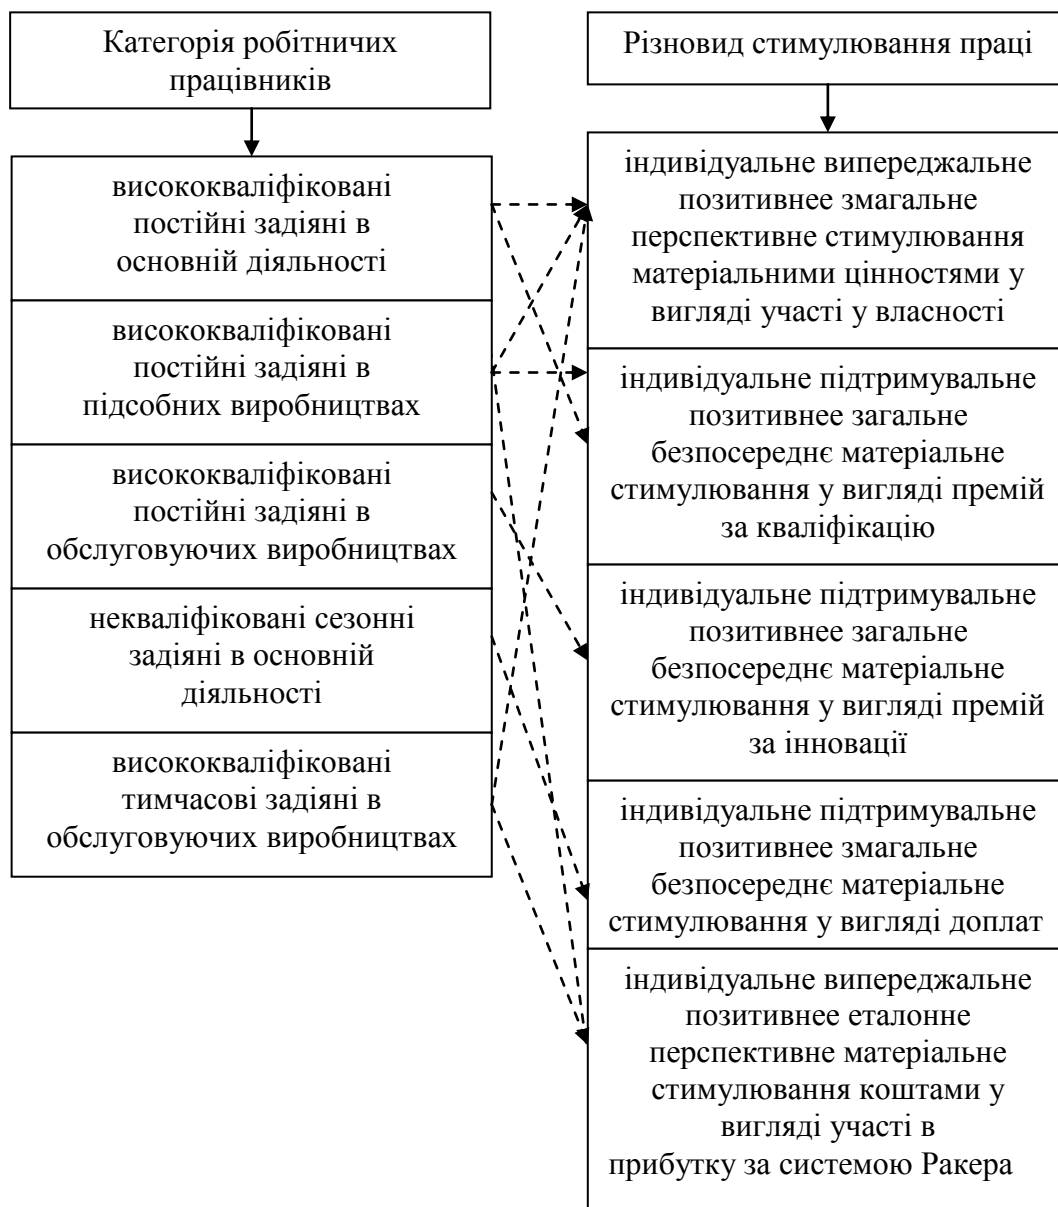 Категорія робітничих
працівників
висококваліфіковані
постійні задіяні в
основній діяльності
висококваліфіковані
постійні задіяні в
підсобних виробництвах
висококваліфіковані
постійні задіяні в
обслуговуючих виробництвах
некваліфіковані сезонні
задіяні в основній
діяльності
висококваліфіковані
тимчасові задіяні в
обслуговуючих виробництвах
Різновид стимулювання праці
індивідуальне випереджальне
позитивнее змагальне
перспективне стимулювання
матеріальними цінностями у
вигляді участі у власності
індивідуальне підтримувальне
позитивнее загальне
безпосереднє матеріальне
стимулювання у вигляді премій
за кваліфікацію
індивідуальне підтримувальне
позитивнее загальне
безпосереднє матеріальне
стимулювання у вигляді премій
за інновації
індивідуальне підтримувальне
позитивнее змагальне
безпосереднє матеріальне
стимулювання у вигляді доплат
індивідуальне випереджальне
позитивнее еталонне
перспективне матеріальне
стимулювання коштами у
вигляді участі в
прибутку за системою Ракера